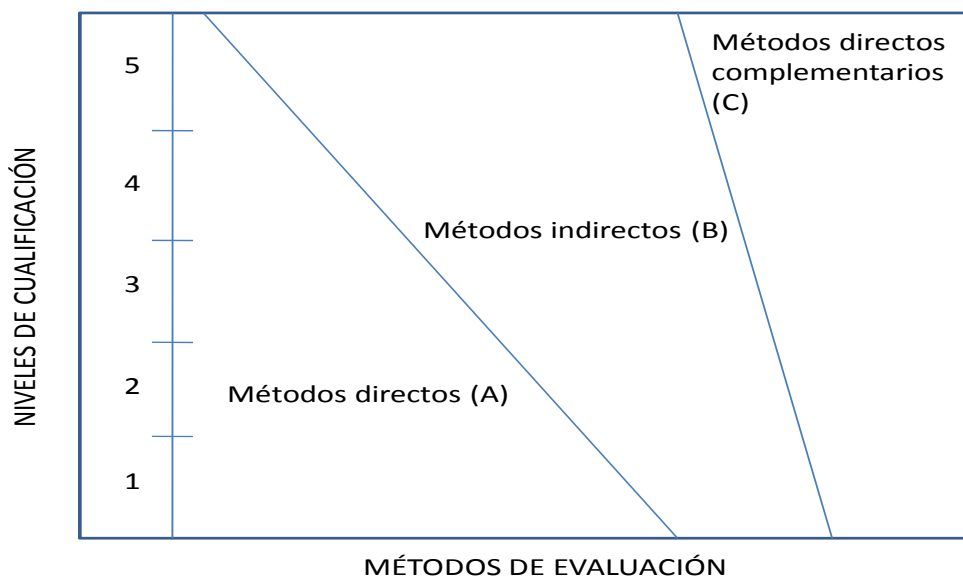 NIVELES DE CUALIFICACIÓN
5
4
3
2
1
Métodos directos
complementarios
(C)
Métodos indirectos (B)
Métodos directos (A)
MÉTODOS DE EVALUACIÓN